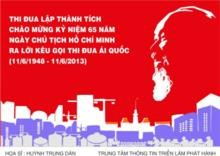 THI ĐUA LẬP THÀNH TÍCH
CHÀO MỪNG KỶ NIỆM 65 NĂM
NGÀY CHỦ TỊCH HỒ CHÍ MINH
RA LỜI KÊU GỌI THI ĐUA ÁI QUỐC
(11/6/1948 - 11/6/2013)
HỌA SĨ : HUỲNH TRUNG DÂN
TRUNG TÂM THÔNG TIN TRIỂN LÃM PHÁT HÀNH